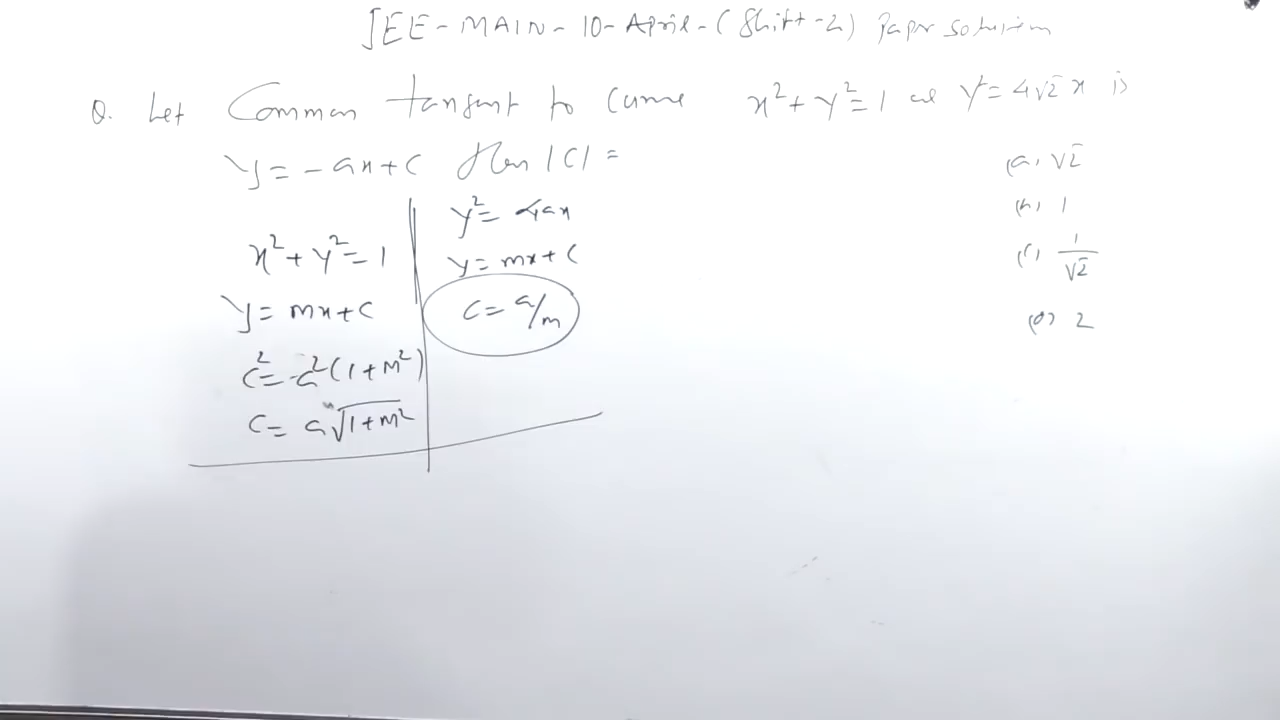 JEE-MAIN-10-April-(Shift-2) Paper solution
Q. Let Common tangent to curve x²+y²=1 and y²=4√2x is
y=-ax+c then |c|=
(a) √2
(b) 1
(c) 1/√2
(d) 2
x²+y²=1
y=mx+c
c²=a²(1+m²)
c=a√1+m²
y²=4ax
y=mx+c
c=a/m